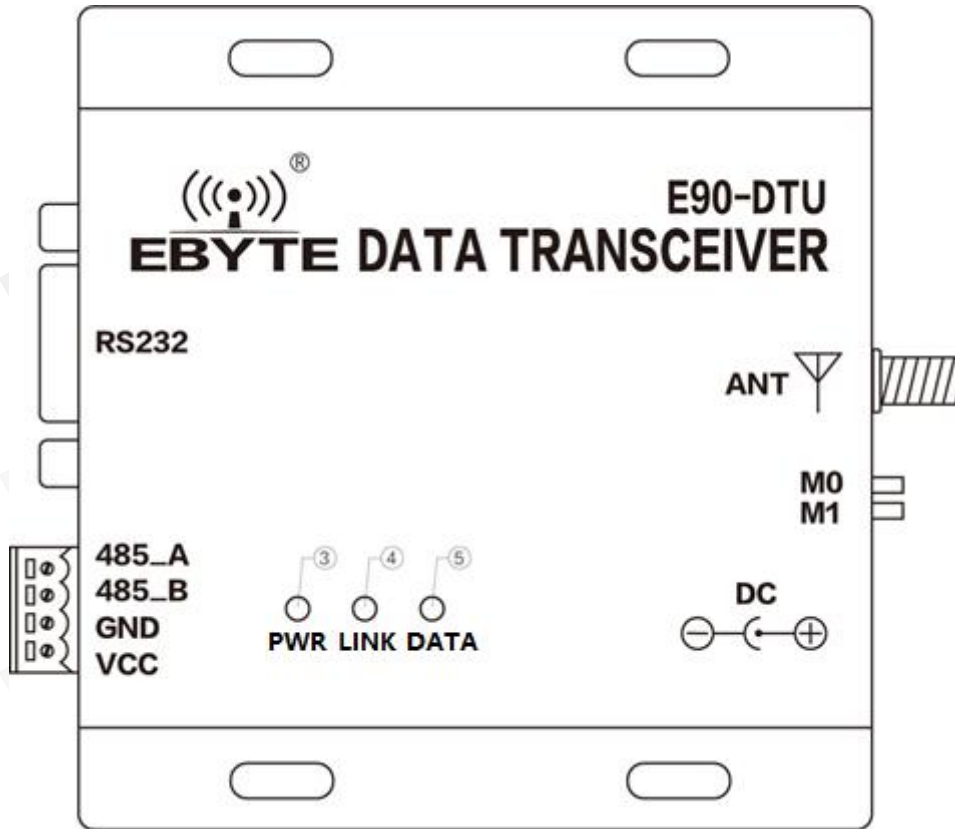 ®
E90-DTU
EBYTE DATA TRANSCEIVER
RS232
ANT
M0
M1
485_A
485_B
GND
VCC
③ ④ ⑤
PWR LINK DATA
DC